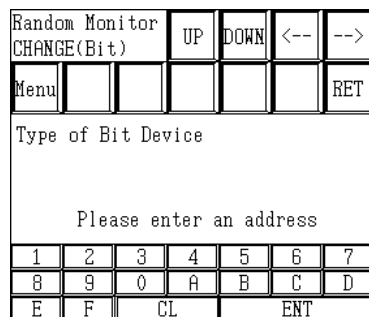 Random Monitor
CHANGE(Bit)
UP DOWN <-- -->
Menu RET
Type of Bit Device
Please enter an address
1 2 3 4 5 6 7
8 9 0 A B C D
E F CL ENT